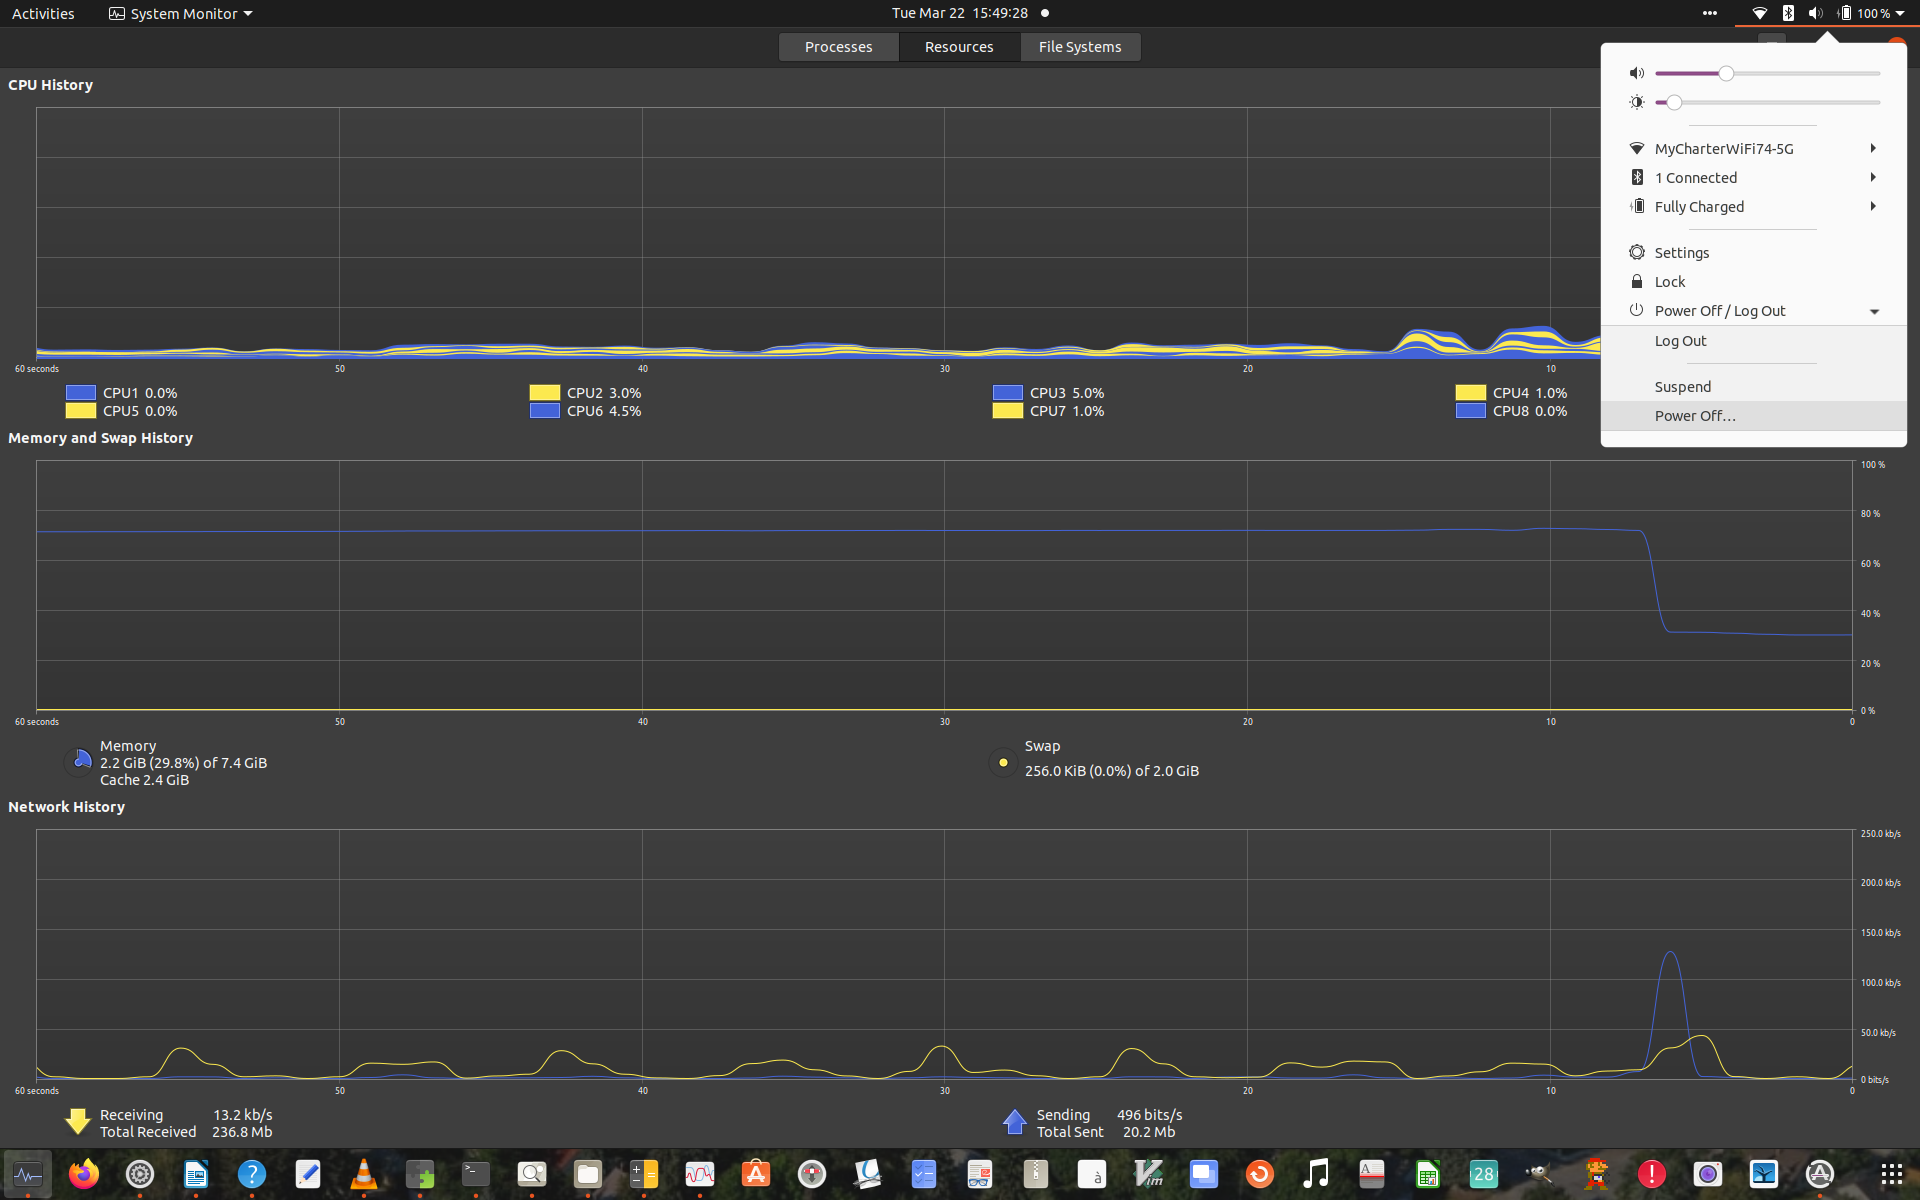 Activities System Monitor Tue Mar 22 15:49:28 100 %
Processes Resources File Systems
CPU History
60 seconds 50 40 30 20 10
CPU1 0.0% CPU2 3.0% CPU3 5.0% CPU4 1.0%
CPU5 0.0% CPU6 4.5% CPU7 1.0% CPU8 0.0%
MyCharterWiFi74-5G
1 Connected
Fully Charged
Settings
Lock
Power Off / Log Out
Log Out
Suspend
Power Off...
Memory and Swap History
100 %
80 %
60 %
40 %
20 %
0 %
60 seconds 50 40 30 20 10 0
Memory
2.2 GiB (29.8%) of 7.4 GiB
Cache 2.4 GiB
Swap
256.0 KiB (0.0%) of 2.0 GiB
Network History
250.0 kb/s
200.0 kb/s
150.0 kb/s
100.0 kb/s
50.0 kb/s
0 bits/s
60 seconds 50 40 30 20 10 0
Receiving 13.2 kb/s
Total Received 236.8 Mb
Sending 496 bits/s
Total Sent 20.2 Mb
? >_ A à Vim A 28 !